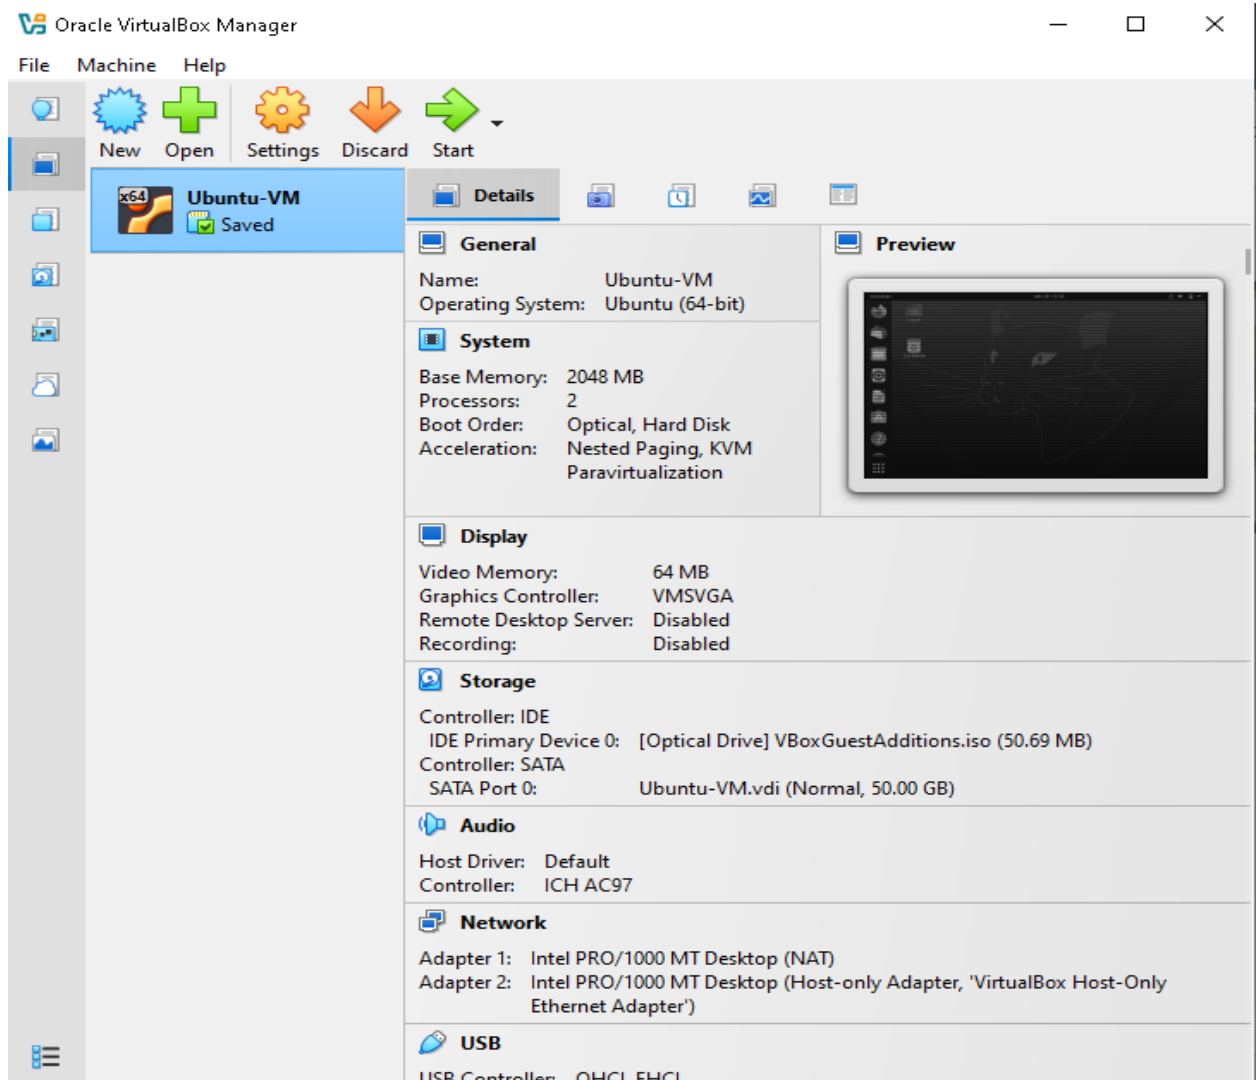 Oracle VirtualBox Manager
File Machine Help
New Open Settings Discard Start
x64 Ubuntu-VM
Saved
Details
General
Name: Ubuntu-VM
Operating System: Ubuntu (64-bit)
Preview
System
Base Memory: 2048 MB
Processors: 2
Boot Order: Optical, Hard Disk
Acceleration: Nested Paging, KVM
Paravirtualization
Display
Video Memory: 64 MB
Graphics Controller: VMSVGA
Remote Desktop Server: Disabled
Recording: Disabled
Storage
Controller: IDE
IDE Primary Device 0: [Optical Drive] VBoxGuestAdditions.iso (50.69 MB)
Controller: SATA
SATA Port 0: Ubuntu-VM.vdi (Normal, 50.00 GB)
Audio
Host Driver: Default
Controller: ICH AC97
Network
Adapter 1: Intel PRO/1000 MT Desktop (NAT)
Adapter 2: Intel PRO/1000 MT Desktop (Host-only Adapter, 'VirtualBox Host-Only
Ethernet Adapter')
USB
USB Controller: OHCI, EHCI